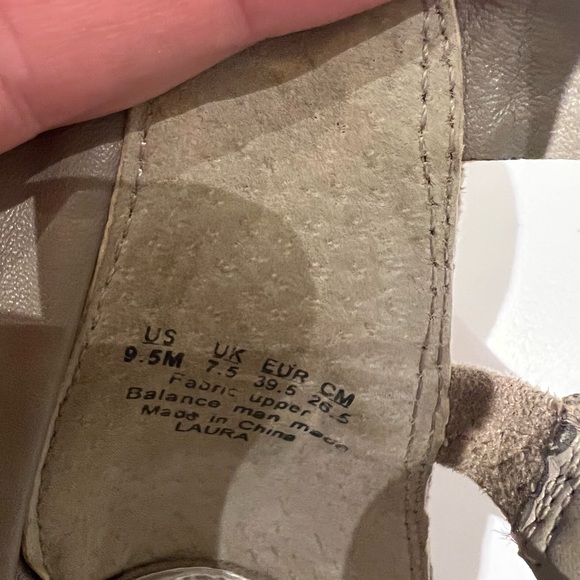 US UK EUR CM
9.5M 7.5 39.5 26.5
Fabric upper
Balance man made
Made in China
LAURA